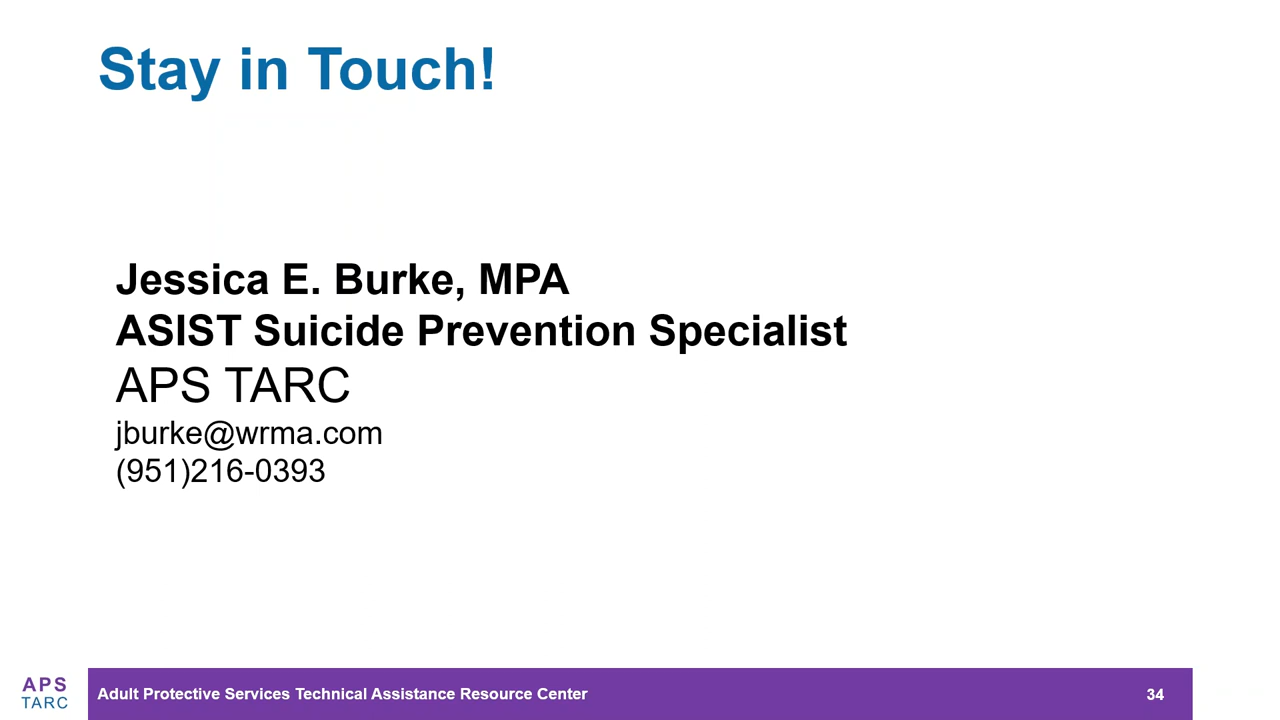 Stay in Touch!
Jessica E. Burke, MPA
ASIST Suicide Prevention Specialist
APS TARC
jburke@wrma.com
(951)216-0393
APS
TARC
Adult Protective Services Technical Assistance Resource Center
34